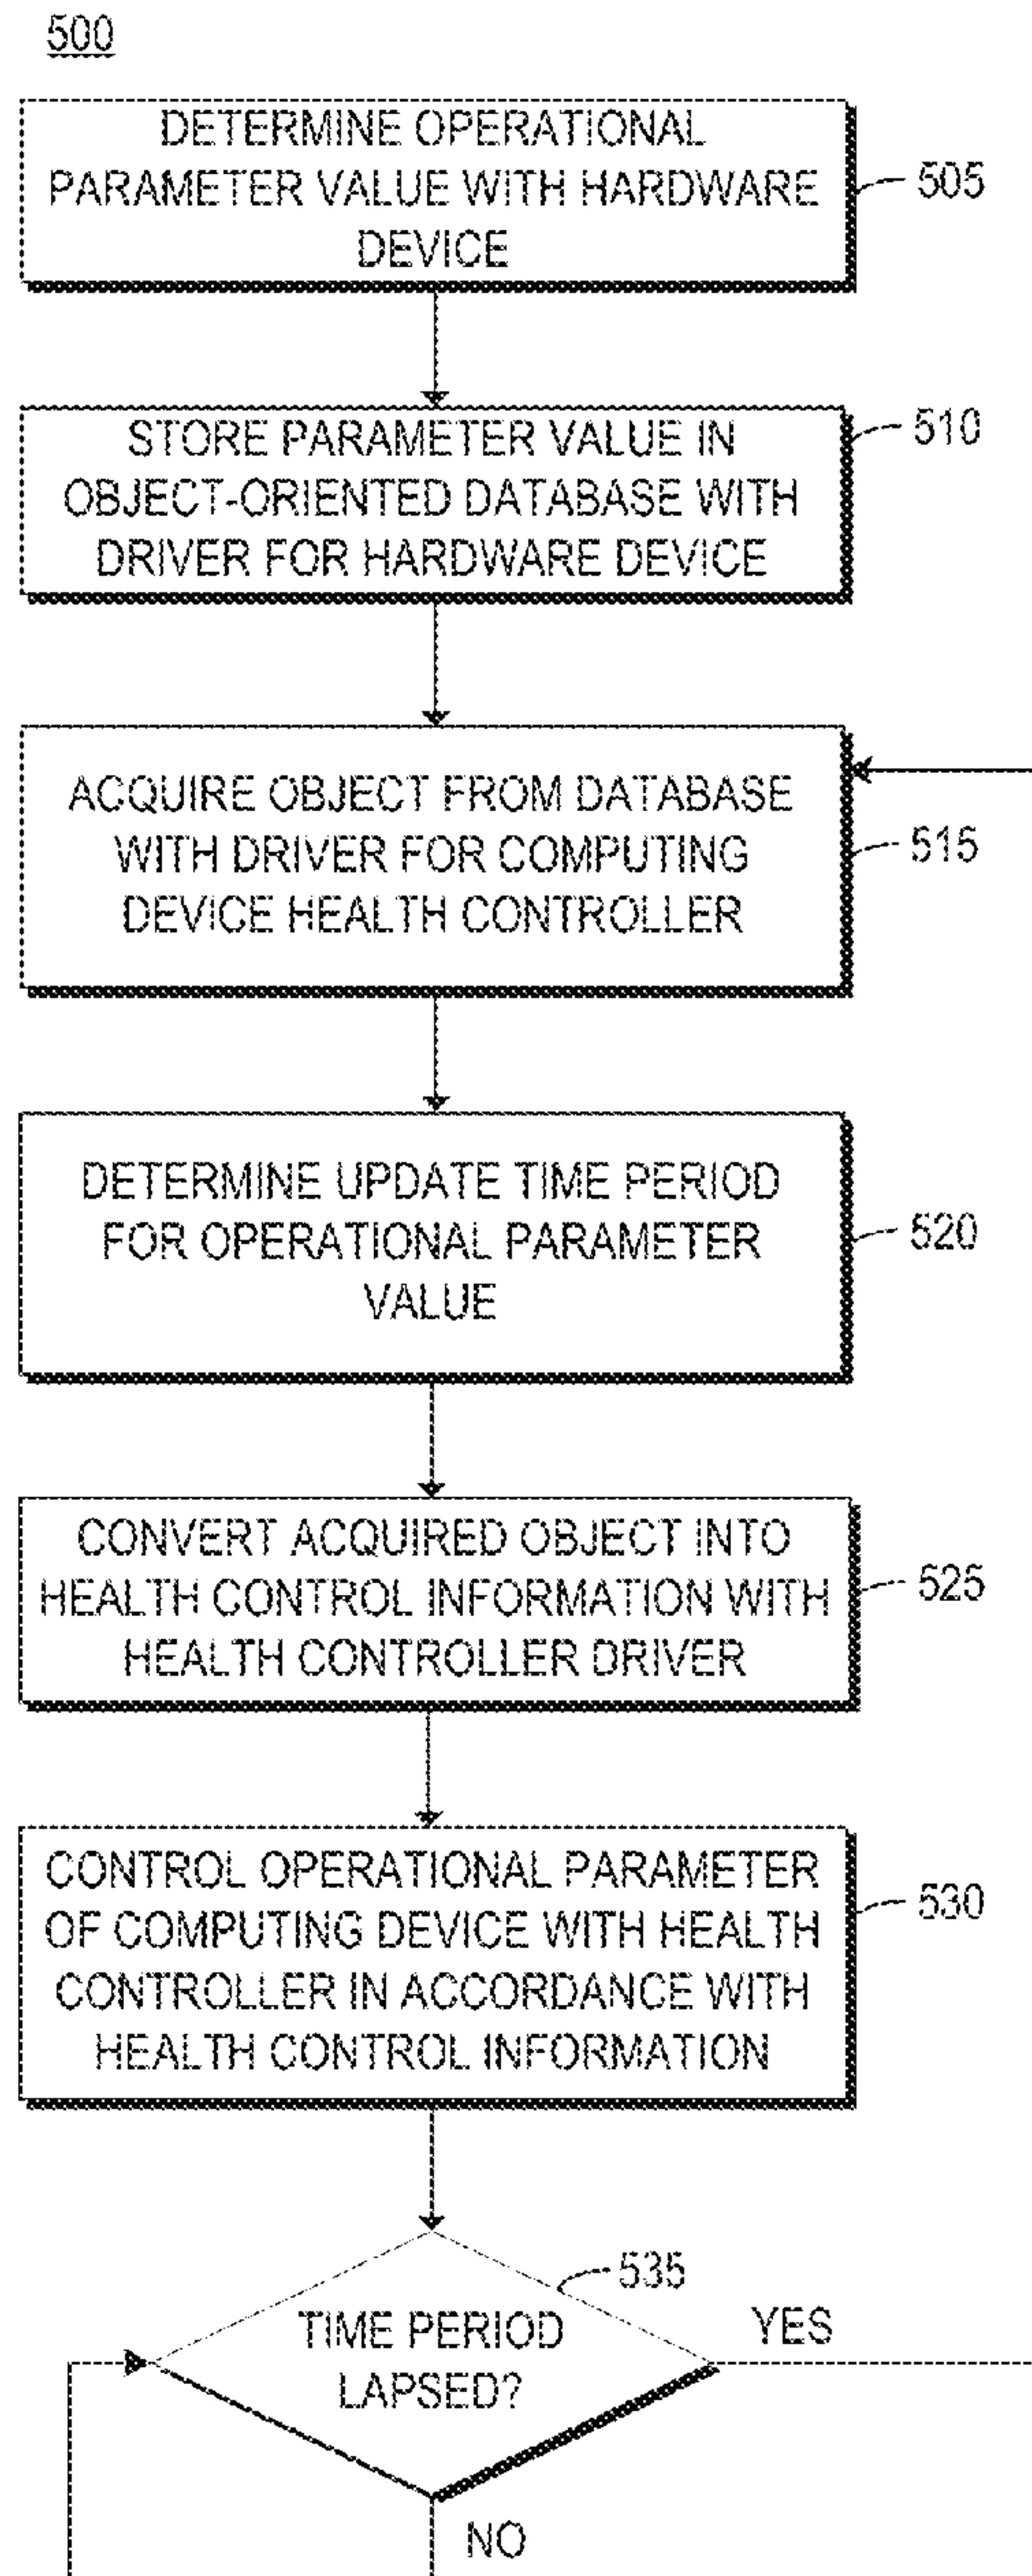 500
DETERMINE OPERATIONAL
PARAMETER VALUE WITH HARDWARE
DEVICE
505
STORE PARAMETER VALUE IN
OBJECT-ORIENTED DATABASE WITH
DRIVER FOR HARDWARE DEVICE
510
ACQUIRE OBJECT FROM DATABASE
WITH DRIVER FOR COMPUTING
DEVICE HEALTH CONTROLLER
515
DETERMINE UPDATE TIME PERIOD
FOR OPERATIONAL PARAMETER
VALUE
520
CONVERT ACQUIRED OBJECT INTO
HEALTH CONTROL INFORMATION WITH
HEALTH CONTROLLER DRIVER
525
CONTROL OPERATIONAL PARAMETER
OF COMPUTING DEVICE WITH HEALTH
CONTROLLER IN ACCORDANCE WITH
HEALTH CONTROL INFORMATION
530
535
TIME PERIOD
LAPSED?
YES
NO